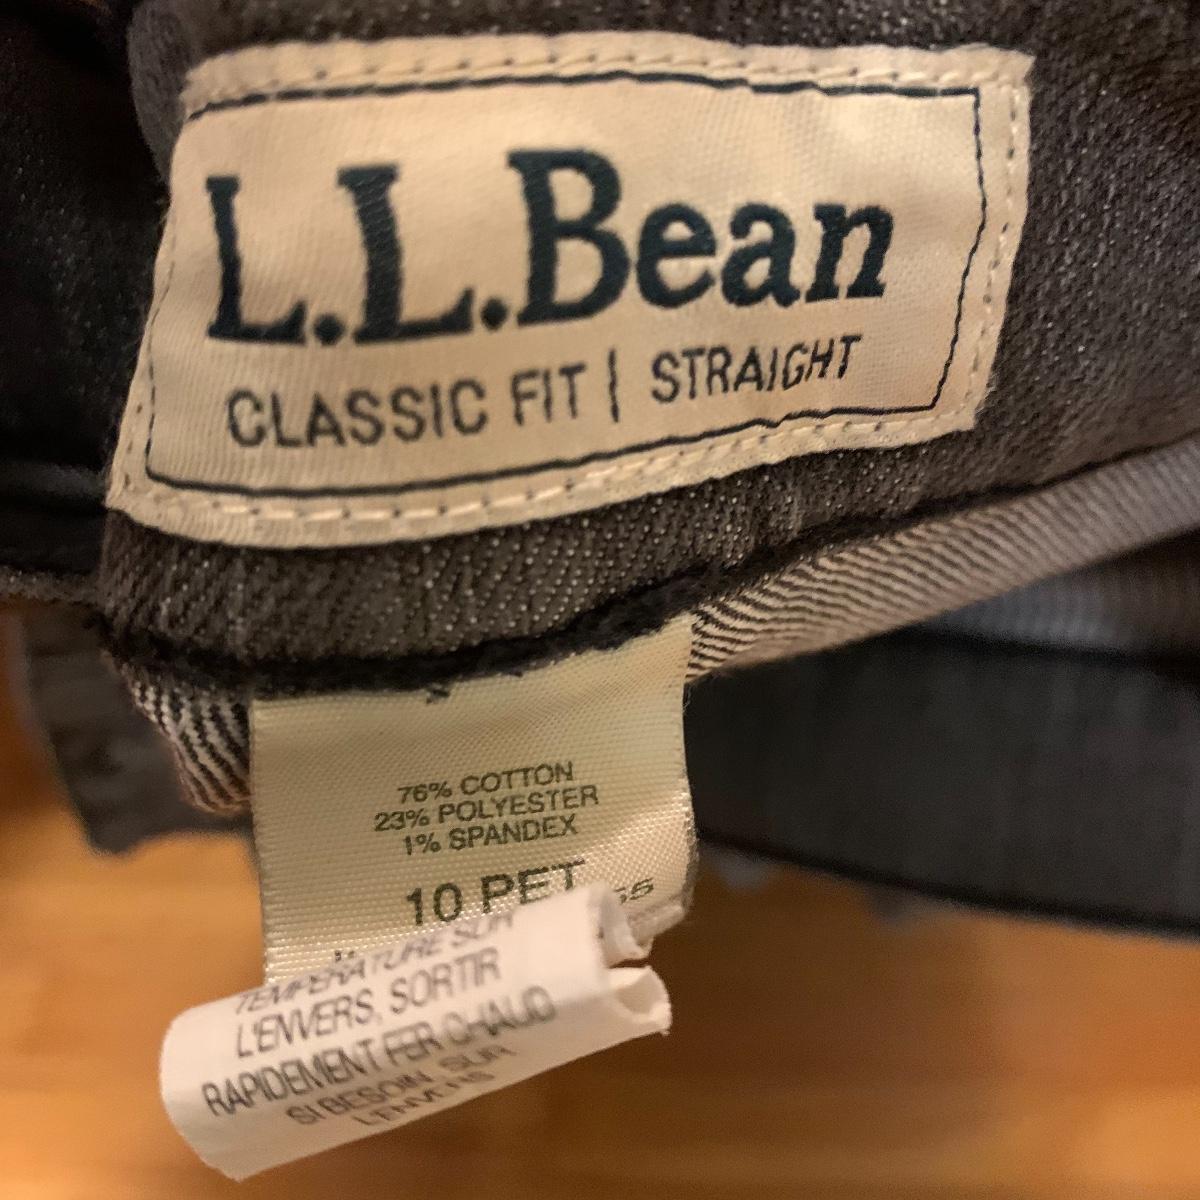 L.L.Bean
CLASSIC FIT | STRAIGHT
76% COTTON
23% POLYESTER
1% SPANDEX
10 PET
TEMPERATURE SUR
L'ENVERS, SORTIR
RAPIDEMENT FER CHAUD
SI BESOIN SUR
L'ENVERS